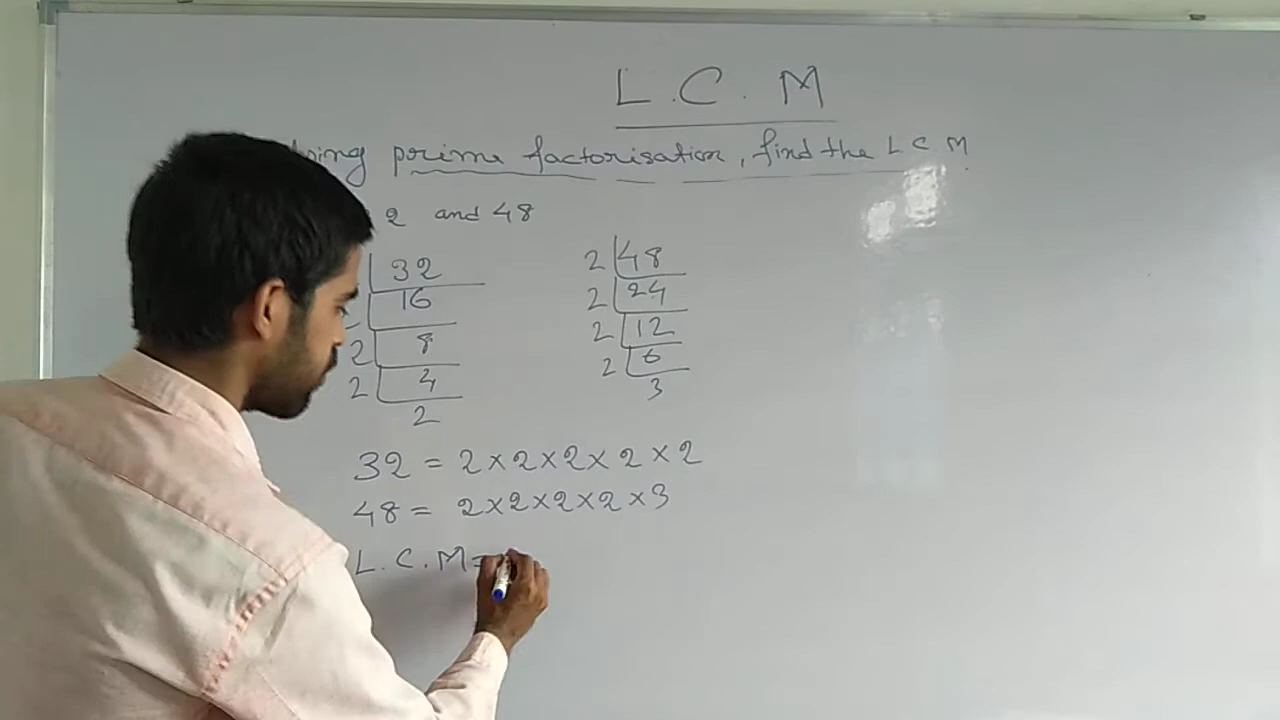 L.C.M
prime factorisation, find the LCM
2 and 48
32
16
2 8
2 4
2
2 48
2 24
2 12
2 6
3
32 = 2×2×2×2×2
48 = 2×2×2×2×3
L.C.M =